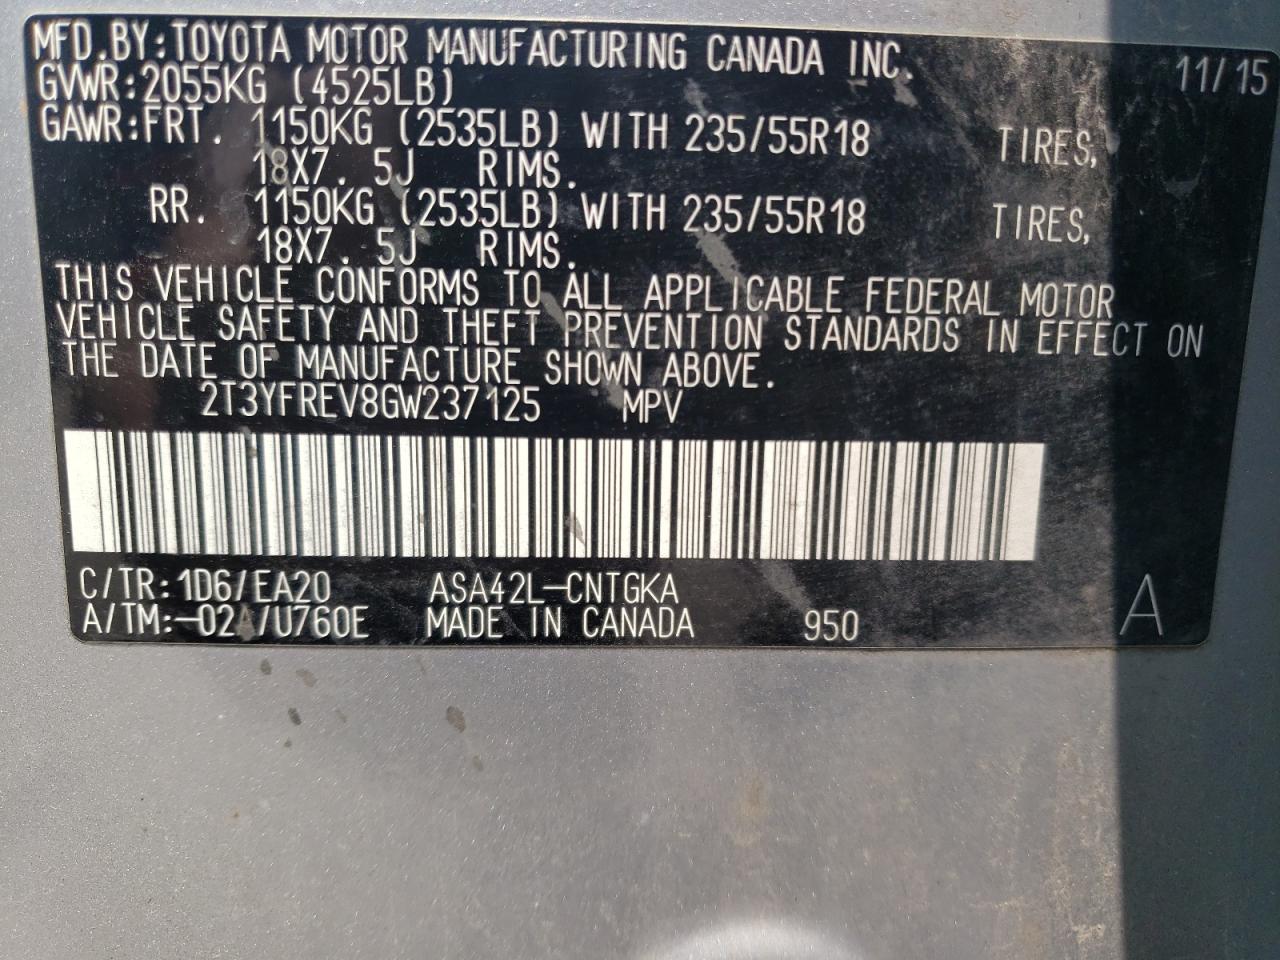 MFD.BY:TOYOTA MOTOR MANUFACTURING CANADA INC. 11/15
GVWR:2055KG (4525LB)
GAWR:FRT. 1150KG (2535LB) WITH 235/55R18 TIRES,
18X7.5J RIMS.
RR. 1150KG (2535LB) WITH 235/55R18 TIRES,
18X7.5J RIMS.
THIS VEHICLE CONFORMS TO ALL APPLICABLE FEDERAL MOTOR
VEHICLE SAFETY AND THEFT PREVENTION STANDARDS IN EFFECT ON
THE DATE OF MANUFACTURE SHOWN ABOVE.
2T3YFREV8GW237125 MPV
C/TR:1D6/EA20 ASA42L-CNTGKA
A/TM:-02A/U760E MADE IN CANADA 950 A